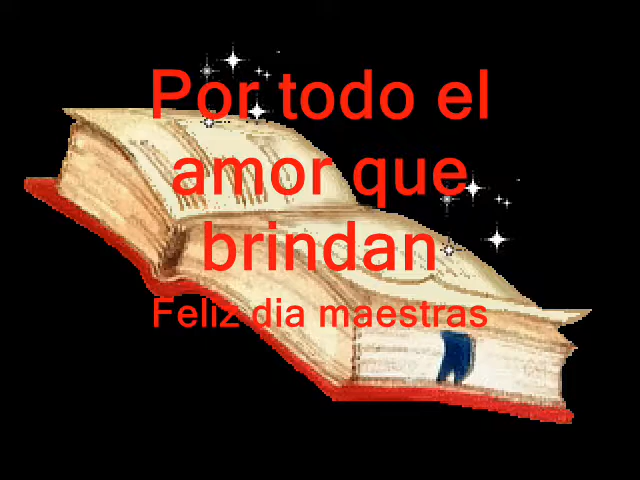 Por todo el
amor que
brindan
Feliz dia maestras